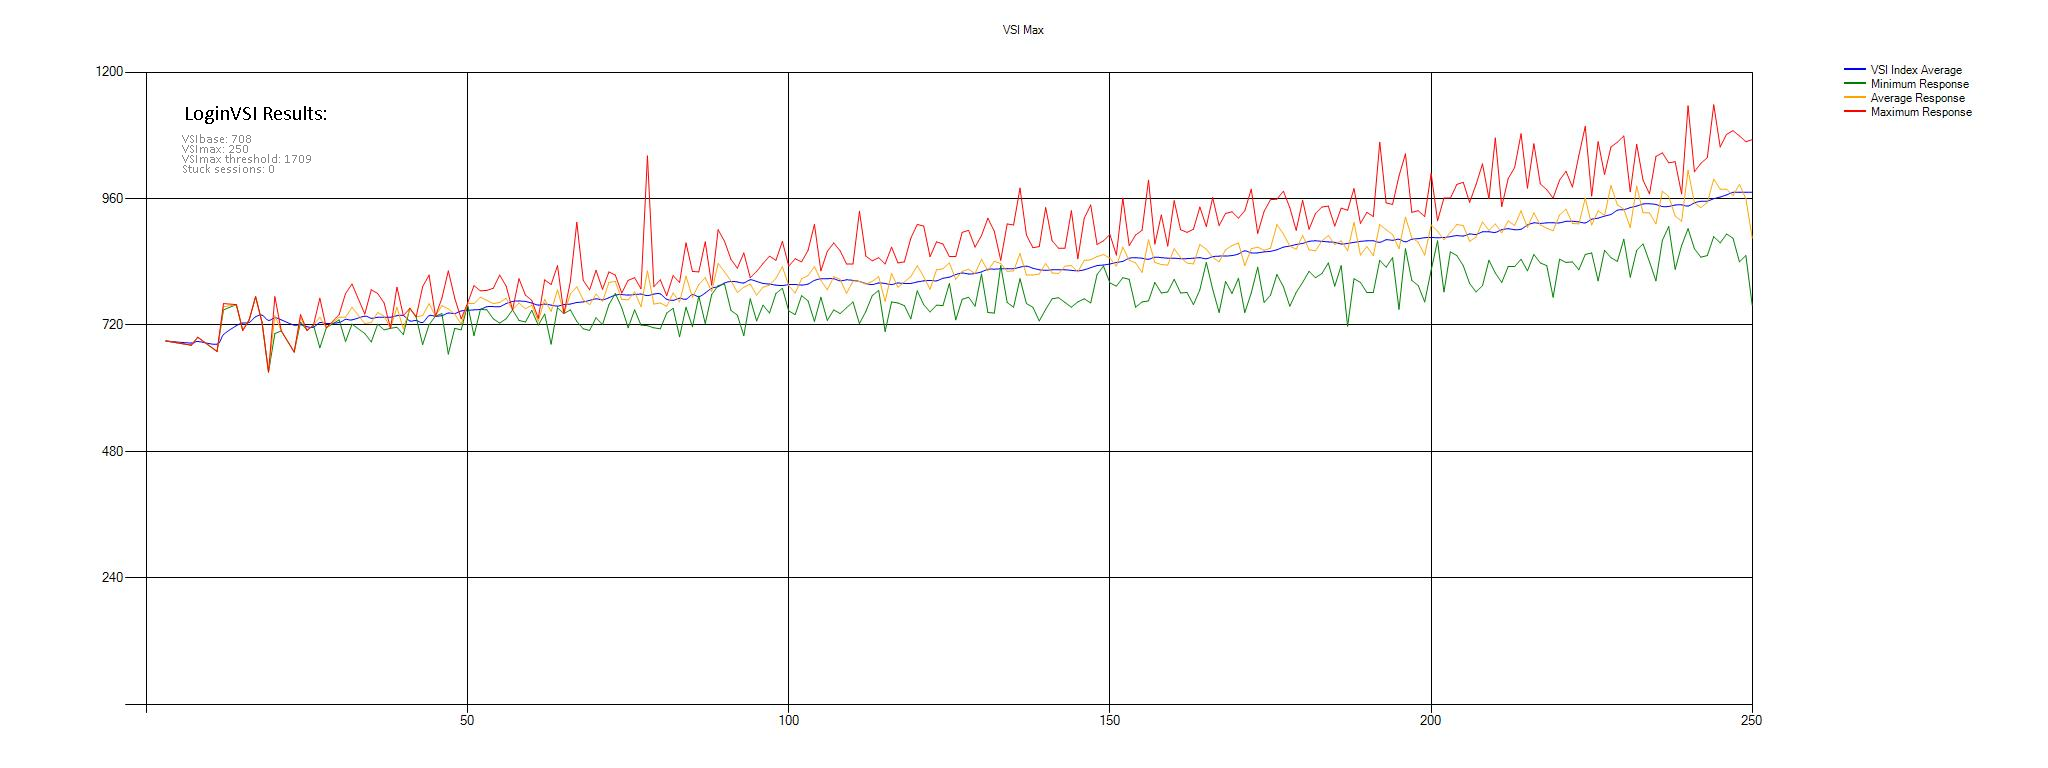 VSI Max
1200
960
720
480
240
LoginVSI Results:
VSIbase: 708
VSImax: 250
VSImax threshold: 1709
Stuck sessions: 0
50
100
150
200
250
VSI Index Average
Minimum Response
Average Response
Maximum Response